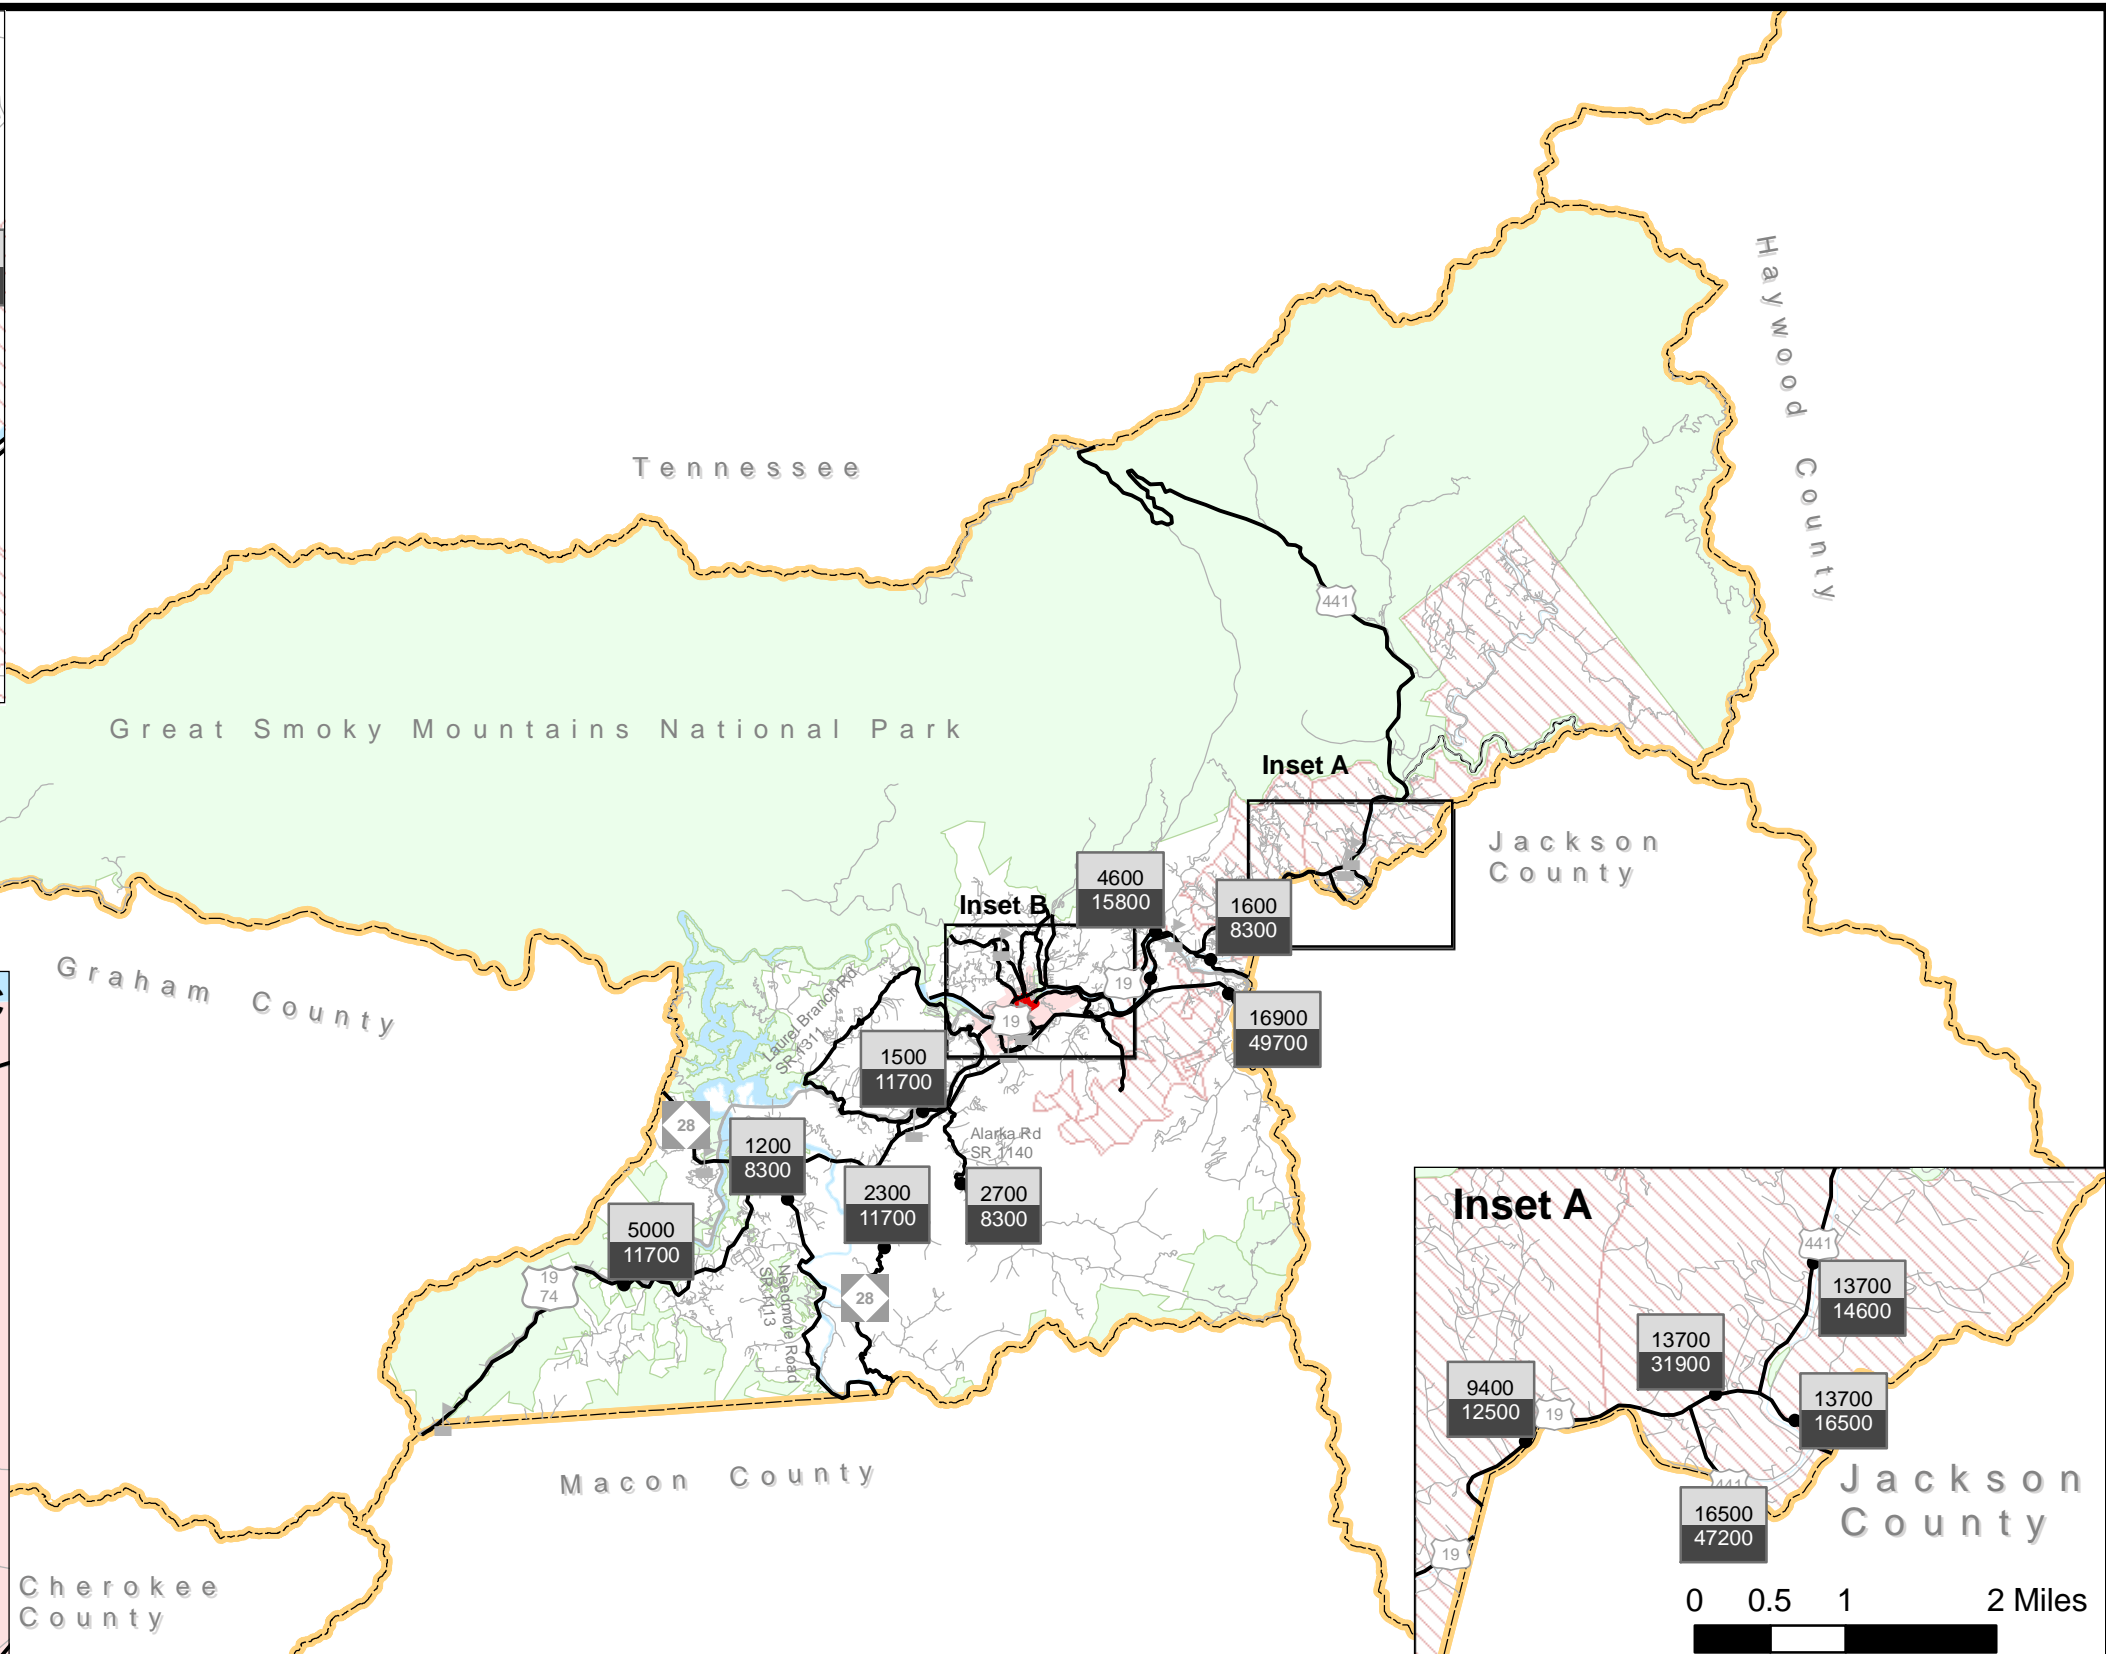 Haywood County
Tennessee
441
Great Smoky Mountains National Park
Inset A
Jackson
County
4600
15800
1600
8300
Inset B
19
Graham County
Laurel Branch Rd
SR 1311
19
16900
49700
1500
11700
28
Alarka Rd
SR 1140
1200
8300
2300
11700
2700
8300
5000
11700
19
74
Needmore Road
SR 1113
28
Macon County
Cherokee
County
Inset A
441
13700
14600
13700
31900
9400
12500
19
13700
16500
441
16500
47200
Jackson
County
19
0 0.5 1 2 Miles